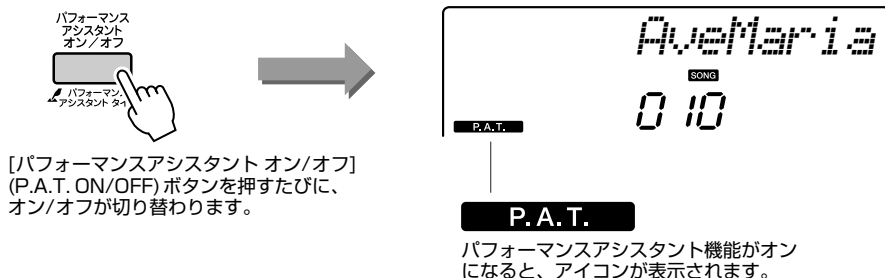 パフォーマンス
アシスタント
オン／オフ
パフォーマン
アシスタント タイ
[パフォーマンスアシスタント オン/オフ]
(P.A.T. ON/OFF) ボタンを押すたびに、
オン/オフが切り替わります。
AveMaria
SONG
010
P.A.T.
P.A.T.
パフォーマンスアシスタント機能がオン
になると、アイコンが表示されます。